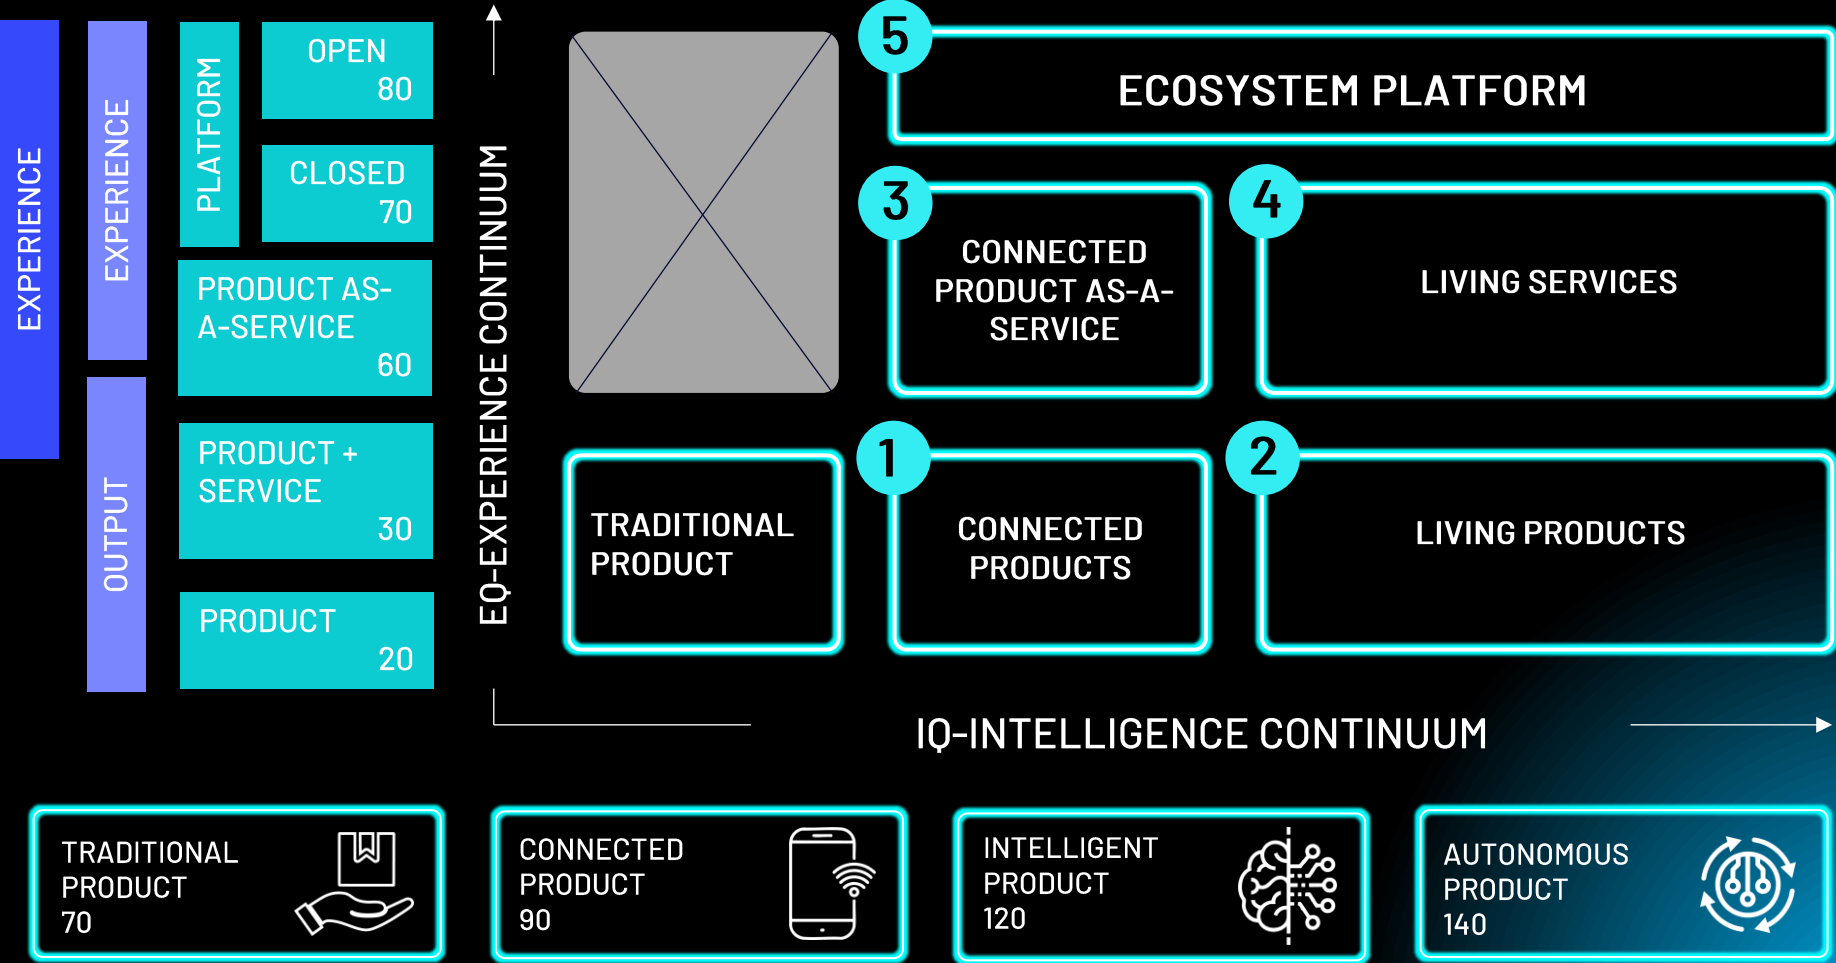 EXPERIENCE
EXPERIENCE
OUTPUT
PLATFORM
OPEN
80
CLOSED
70
PRODUCT AS-
A-SERVICE
60
PRODUCT +
SERVICE
30
PRODUCT
20
EQ-EXPERIENCE CONTINUUM
5
ECOSYSTEM PLATFORM
3
CONNECTED
PRODUCT AS-A-
SERVICE
4
LIVING SERVICES
TRADITIONAL
PRODUCT
1
CONNECTED
PRODUCTS
2
LIVING PRODUCTS
IQ-INTELLIGENCE CONTINUUM
TRADITIONAL
PRODUCT
70
CONNECTED
PRODUCT
90
INTELLIGENT
PRODUCT
120
AUTONOMOUS
PRODUCT
140